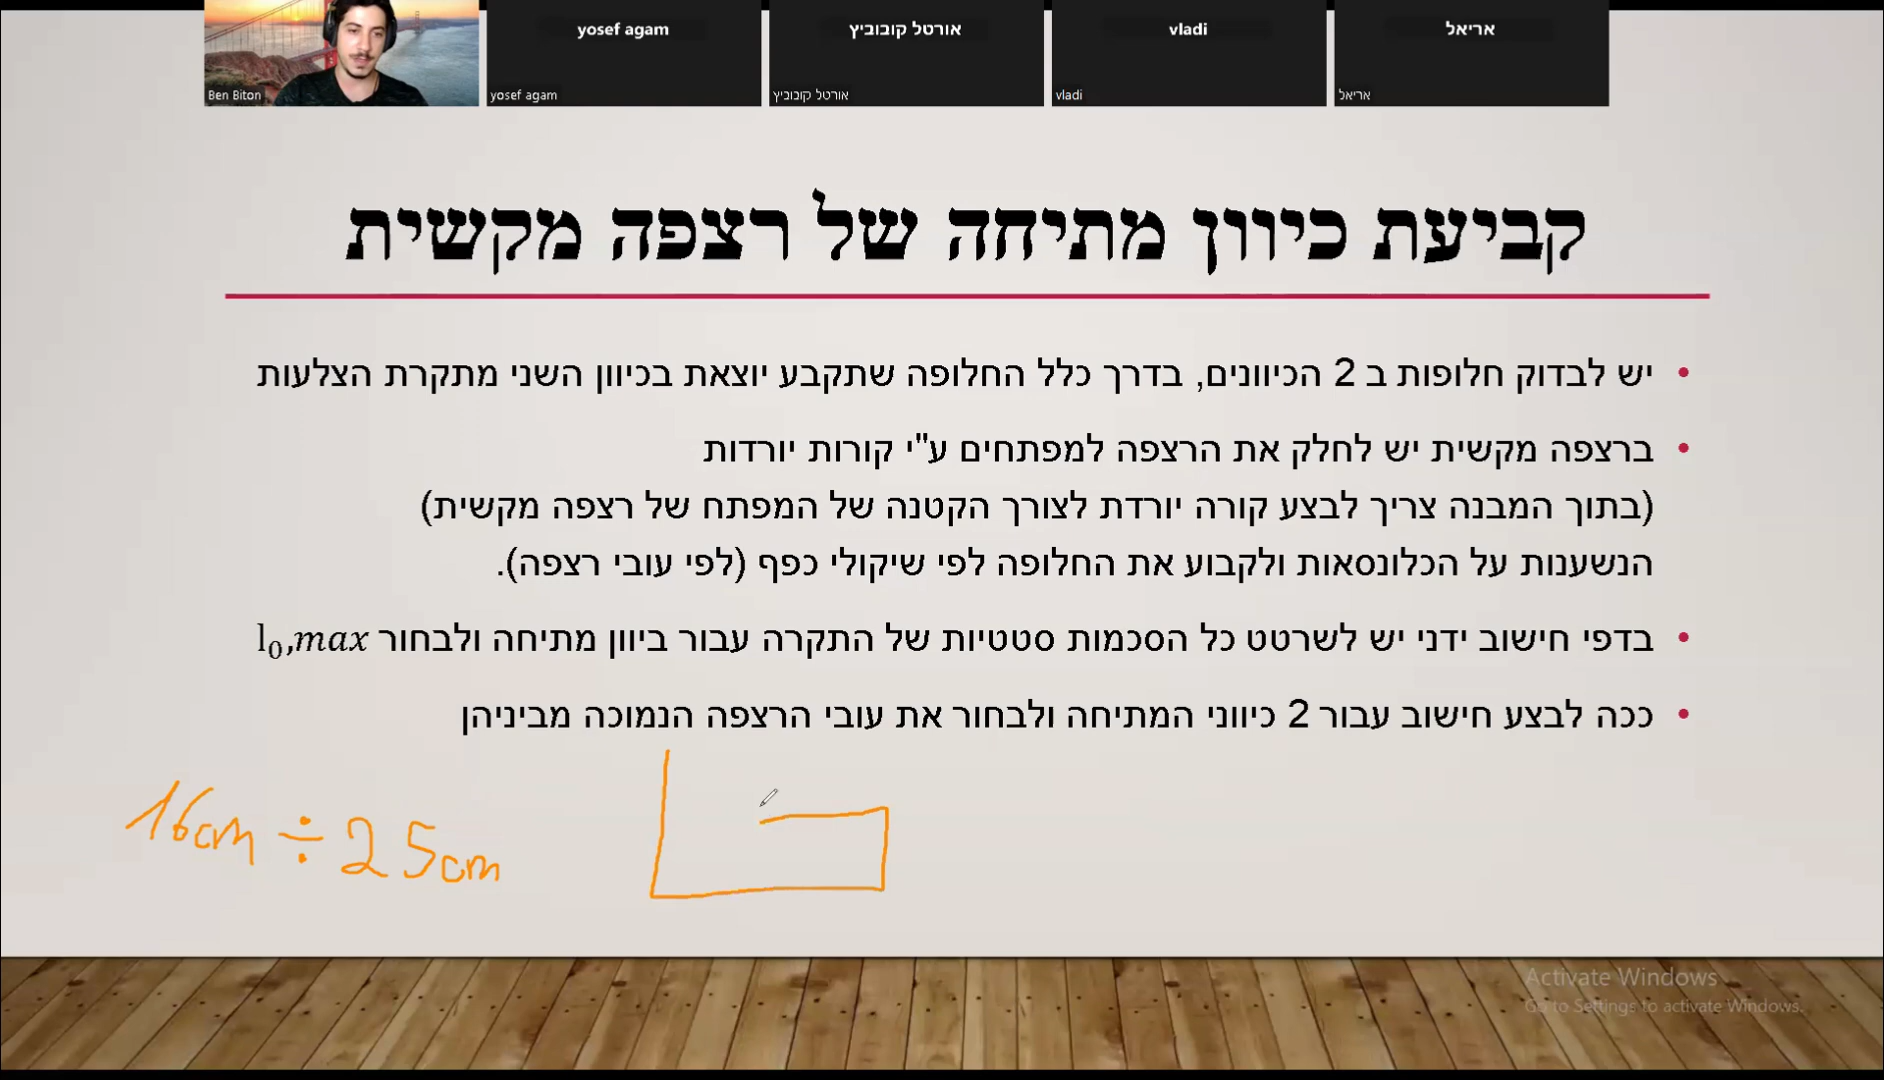 yosef agam
אורטל קובוביץ
vladi
אריאל
Ben Biton
yosef agam
אורטל קובוביץ
vladi
אריאל
קביעת כיוון מתיחה של רצפה מקשית
• יש לבדוק חלופות ב 2 הכיוונים, בדרך כלל החלופה שתקבע יוצאת בכיוון השני מתקרת הצלעות
• ברצפה מקשית יש לחלק את הרצפה למפתחים ע"י קורות יורדות
(בתוך המבנה צריך לבצע קורה יורדת לצורך הקטנה של המפתח של רצפה מקשית)
הנשענות על הכלונסאות ולקבוע את החלופה לפי שיקולי כפף (לפי עובי רצפה).
• בדפי חישוב ידני יש לשרטט כל הסכמות סטטיות של התקרה עבור ביוון מתיחה ולבחור l₀,max
• ככה לבצע חישוב עבור 2 כיווני המתיחה ולבחור את עובי הרצפה הנמוכה מביניהן
16cm ÷ 25cm
Activate Windows
Go to Settings to activate Windows.